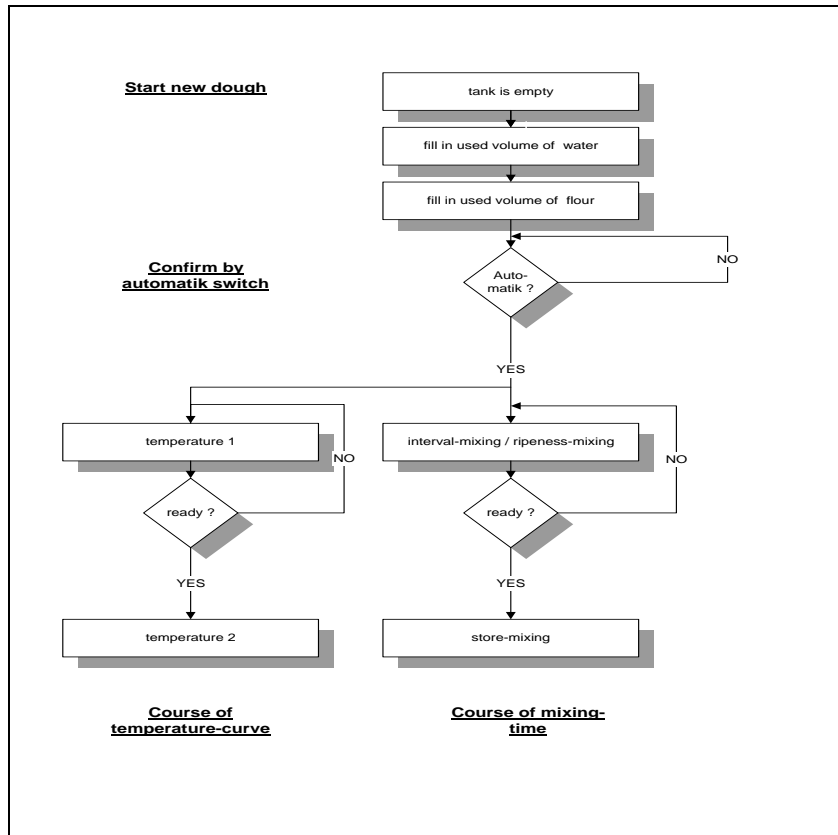 Start new dough
tank is empty
fill in used volume of water
fill in used volume of flour
NO
Confirm by
automatik switch
Auto-
matik ?
YES
temperature 1
interval-mixing / ripeness-mixing
NO
NO
ready ?
ready ?
YES
YES
temperature 2
store-mixing
Course of
temperature-curve
Course of mixing-
time